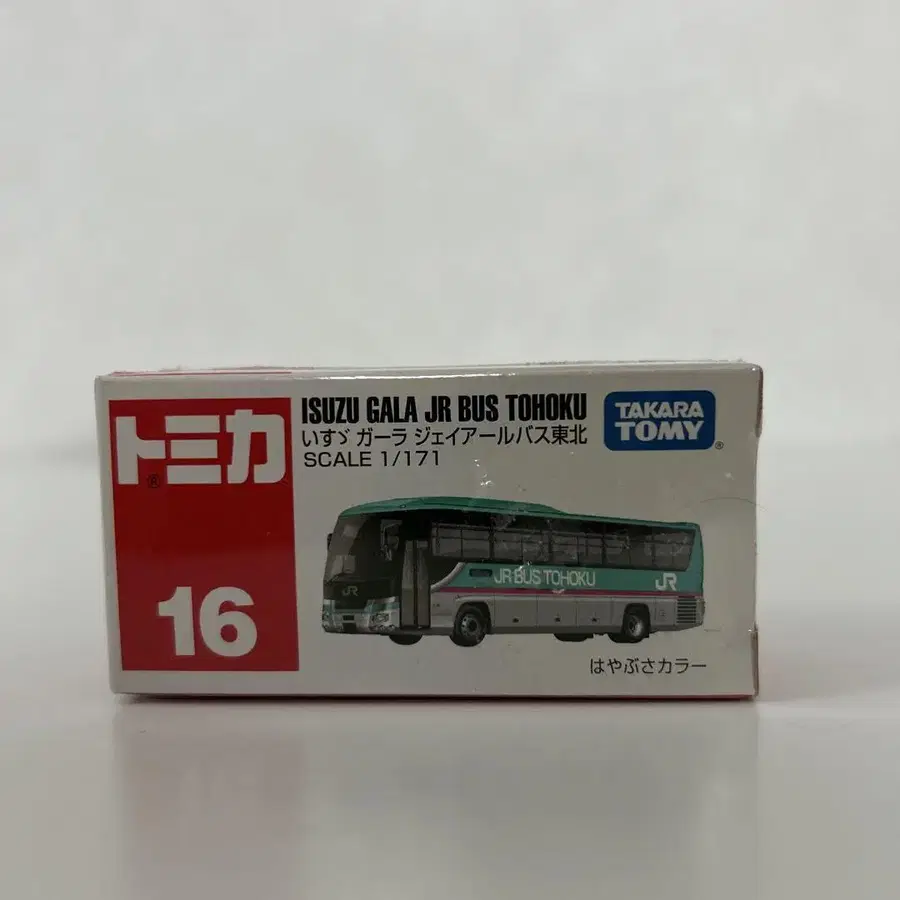 トミカ
®
16
ISUZU GALA JR BUS TOHOKU
いすゞ ガーラ ジェイアールバス東北
SCALE 1/171
TAKARA
TOMY
®
JR
JR BUS TOHOKU
JR
はやぶさカラー